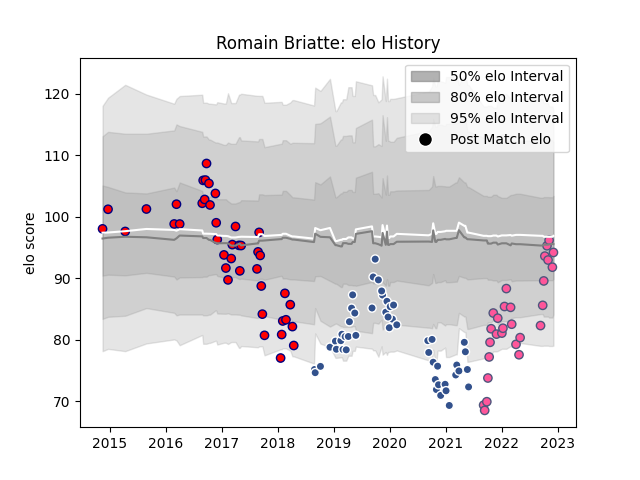 Romain Briatte: elo History
50% elo Interval
80% elo Interval
95% elo Interval
Post Match elo
elo score
120
110
100
90
80
70
2015 2016 2017 2018 2019 2020 2021 2022 2023